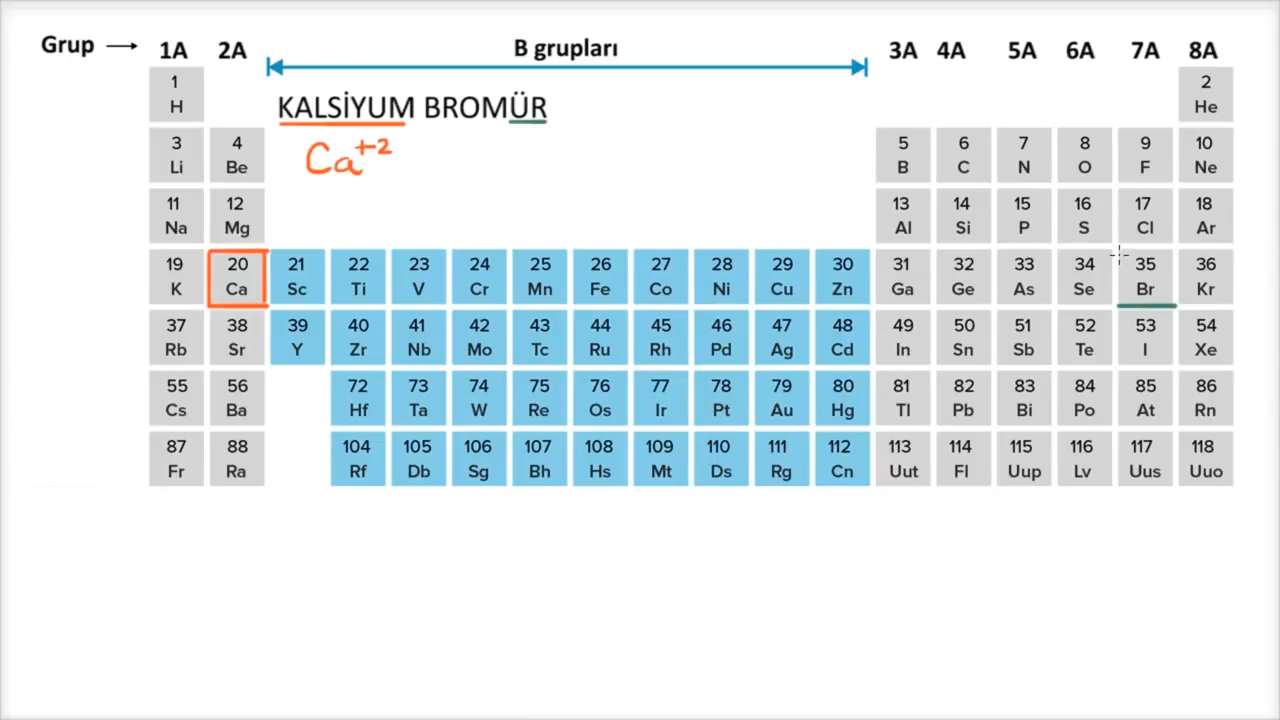 Grup → 1A 2A B grupları 3A 4A 5A 6A 7A 8A
1 2
H He
KALSİYUM BROMÜR
Ca+2
3 4 5 6 7 8 9 10
Li Be B C N O F Ne
11 12 13 14 15 16 17 18
Na Mg Al Si P S Cl Ar
19 20 21 22 23 24 25 26 27 28 29 30 31 32 33 34 35 36
K Ca Sc Ti V Cr Mn Fe Co Ni Cu Zn Ga Ge As Se Br Kr
37 38 39 40 41 42 43 44 45 46 47 48 49 50 51 52 53 54
Rb Sr Y Zr Nb Mo Tc Ru Rh Pd Ag Cd In Sn Sb Te I Xe
55 56 72 73 74 75 76 77 78 79 80 81 82 83 84 85 86
Cs Ba Hf Ta W Re Os Ir Pt Au Hg Tl Pb Bi Po At Rn
87 88 104 105 106 107 108 109 110 111 112 113 114 115 116 117 118
Fr Ra Rf Db Sg Bh Hs Mt Ds Rg Cn Uut Fl Uup Lv Uus Uuo